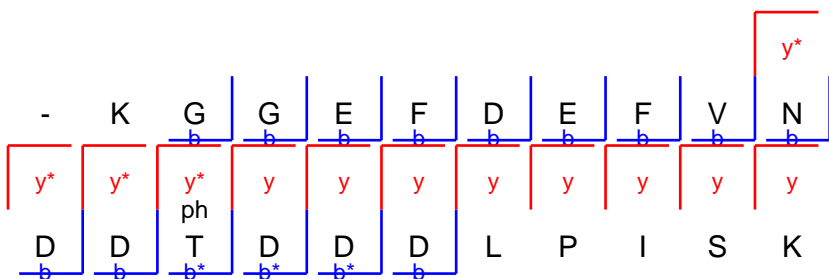 y*
- K G G E F D E F V N
b b b b b b b b b
y* y* y* y y y y y y y y
ph
D D T D D D L P I S K
b b b* b* b* b